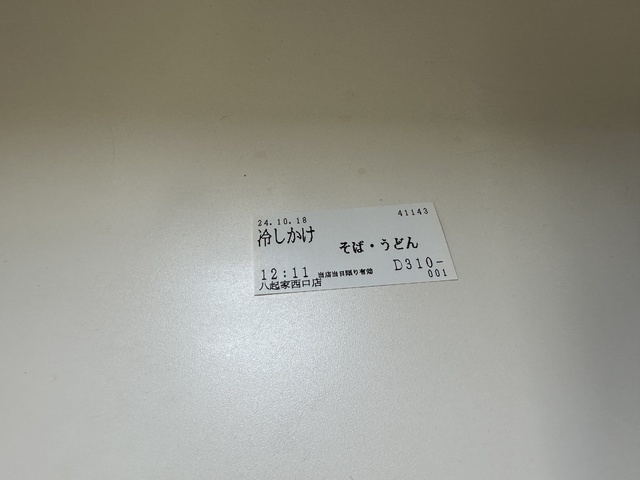 24.10.18 41143
冷しかけ
そば・うどん
12:11 当店当日限り有効 D310-
001
八起家西口店